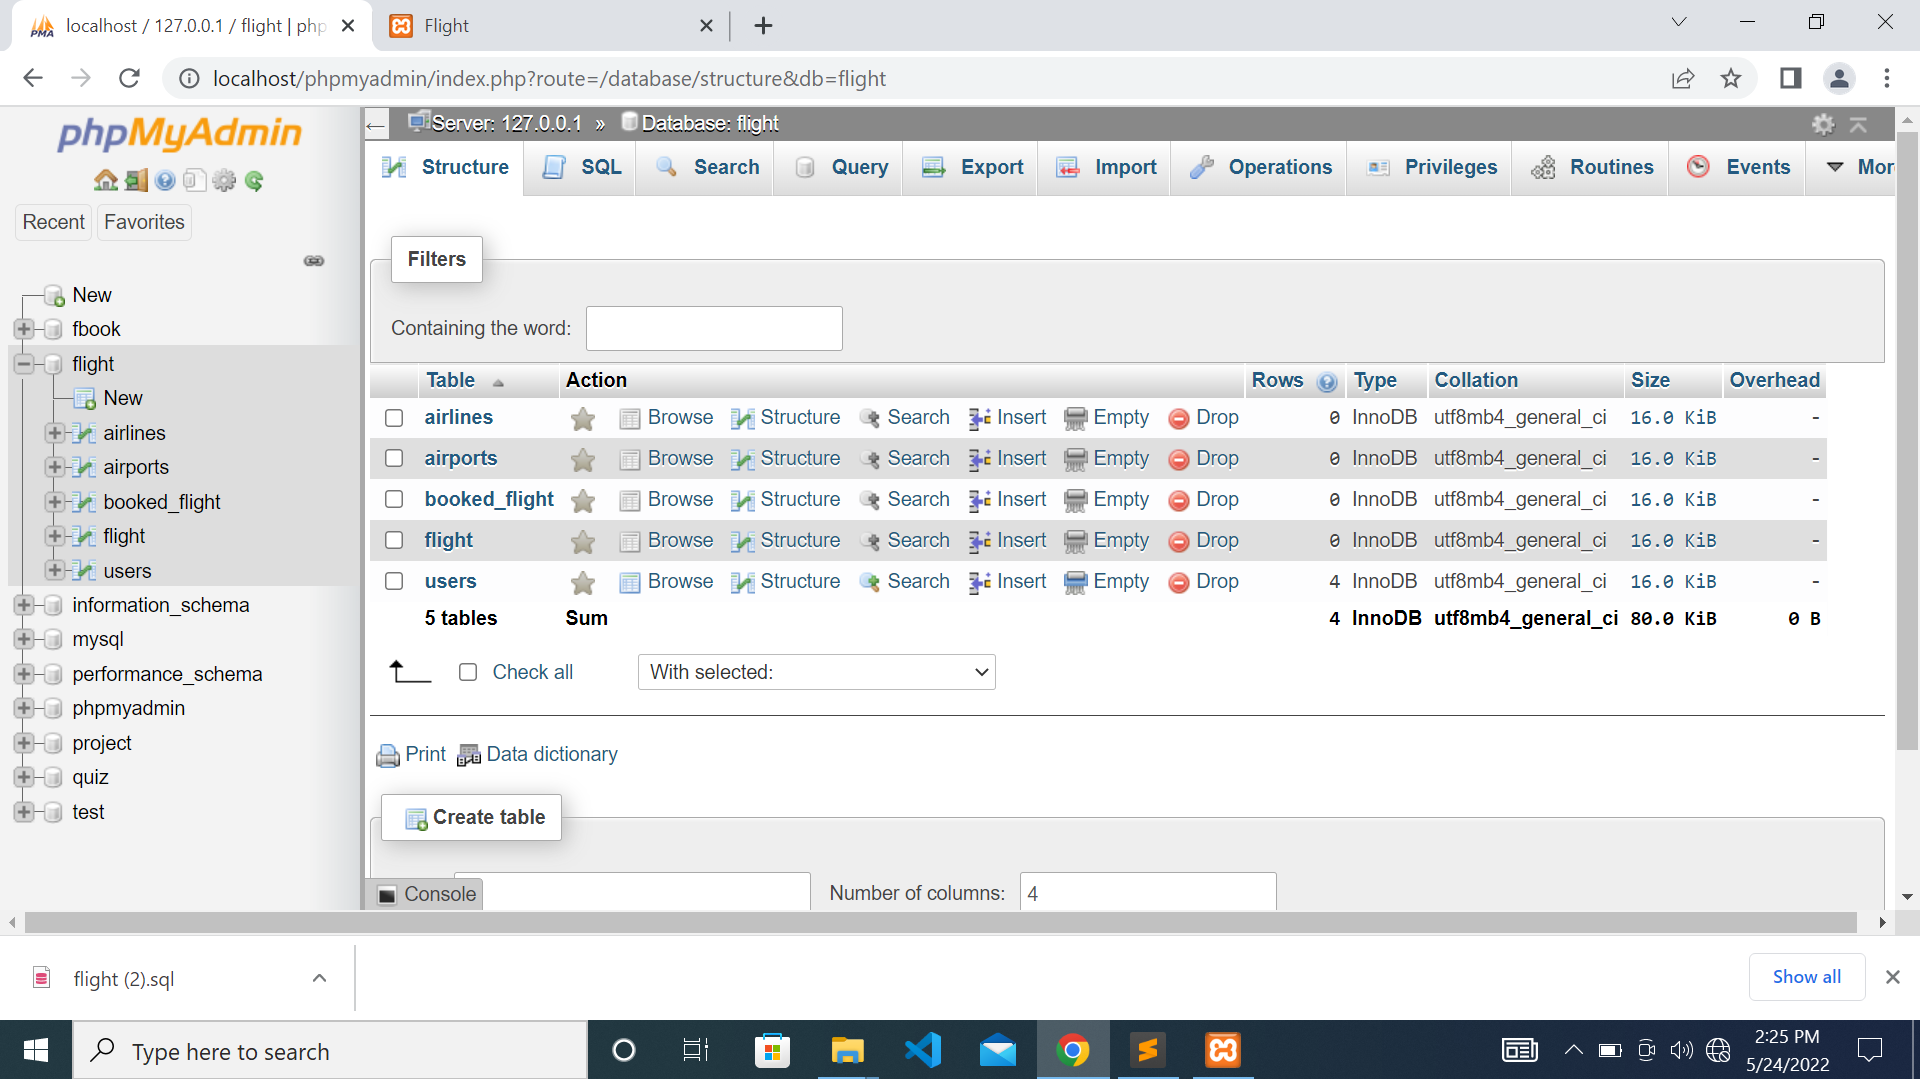 localhost / 127.0.0.1 / flight | php
Flight
localhost/phpmyadmin/index.php?route=/database/structure&db=flight
phpMyAdmin
Recent
Favorites
New
fbook
flight
New
airlines
airports
booked_flight
flight
users
information_schema
mysql
performance_schema
phpmyadmin
project
quiz
test
Server: 127.0.0.1 » Database: flight
Structure SQL Search Query Export Import Operations Privileges Routines Events Mor
Filters
Containing the word:
Table Action Rows Type Collation Size Overhead
airlines Browse Structure Search Insert Empty Drop 0 InnoDB utf8mb4_general_ci 16.0 KiB -
airports Browse Structure Search Insert Empty Drop 0 InnoDB utf8mb4_general_ci 16.0 KiB -
booked_flight Browse Structure Search Insert Empty Drop 0 InnoDB utf8mb4_general_ci 16.0 KiB -
flight Browse Structure Search Insert Empty Drop 0 InnoDB utf8mb4_general_ci 16.0 KiB -
users Browse Structure Search Insert Empty Drop 4 InnoDB utf8mb4_general_ci 16.0 KiB -
5 tables Sum 4 InnoDB utf8mb4_general_ci 80.0 KiB 0 B
Check all With selected:
Print Data dictionary
Create table
Console
Number of columns: 4
flight (2).sql
Show all
Type here to search
2:25 PM
5/24/2022